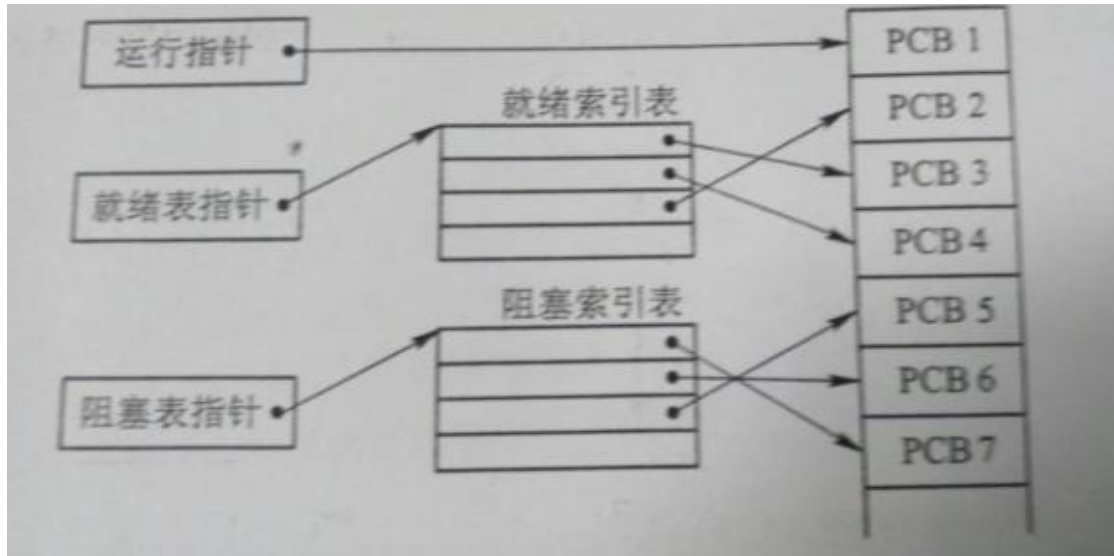 运行指针
PCB 1
就绪索引表
PCB 2
PCB 3
就绪表指针
PCB 4
阻塞索引表
PCB 5
PCB 6
阻塞表指针
PCB 7